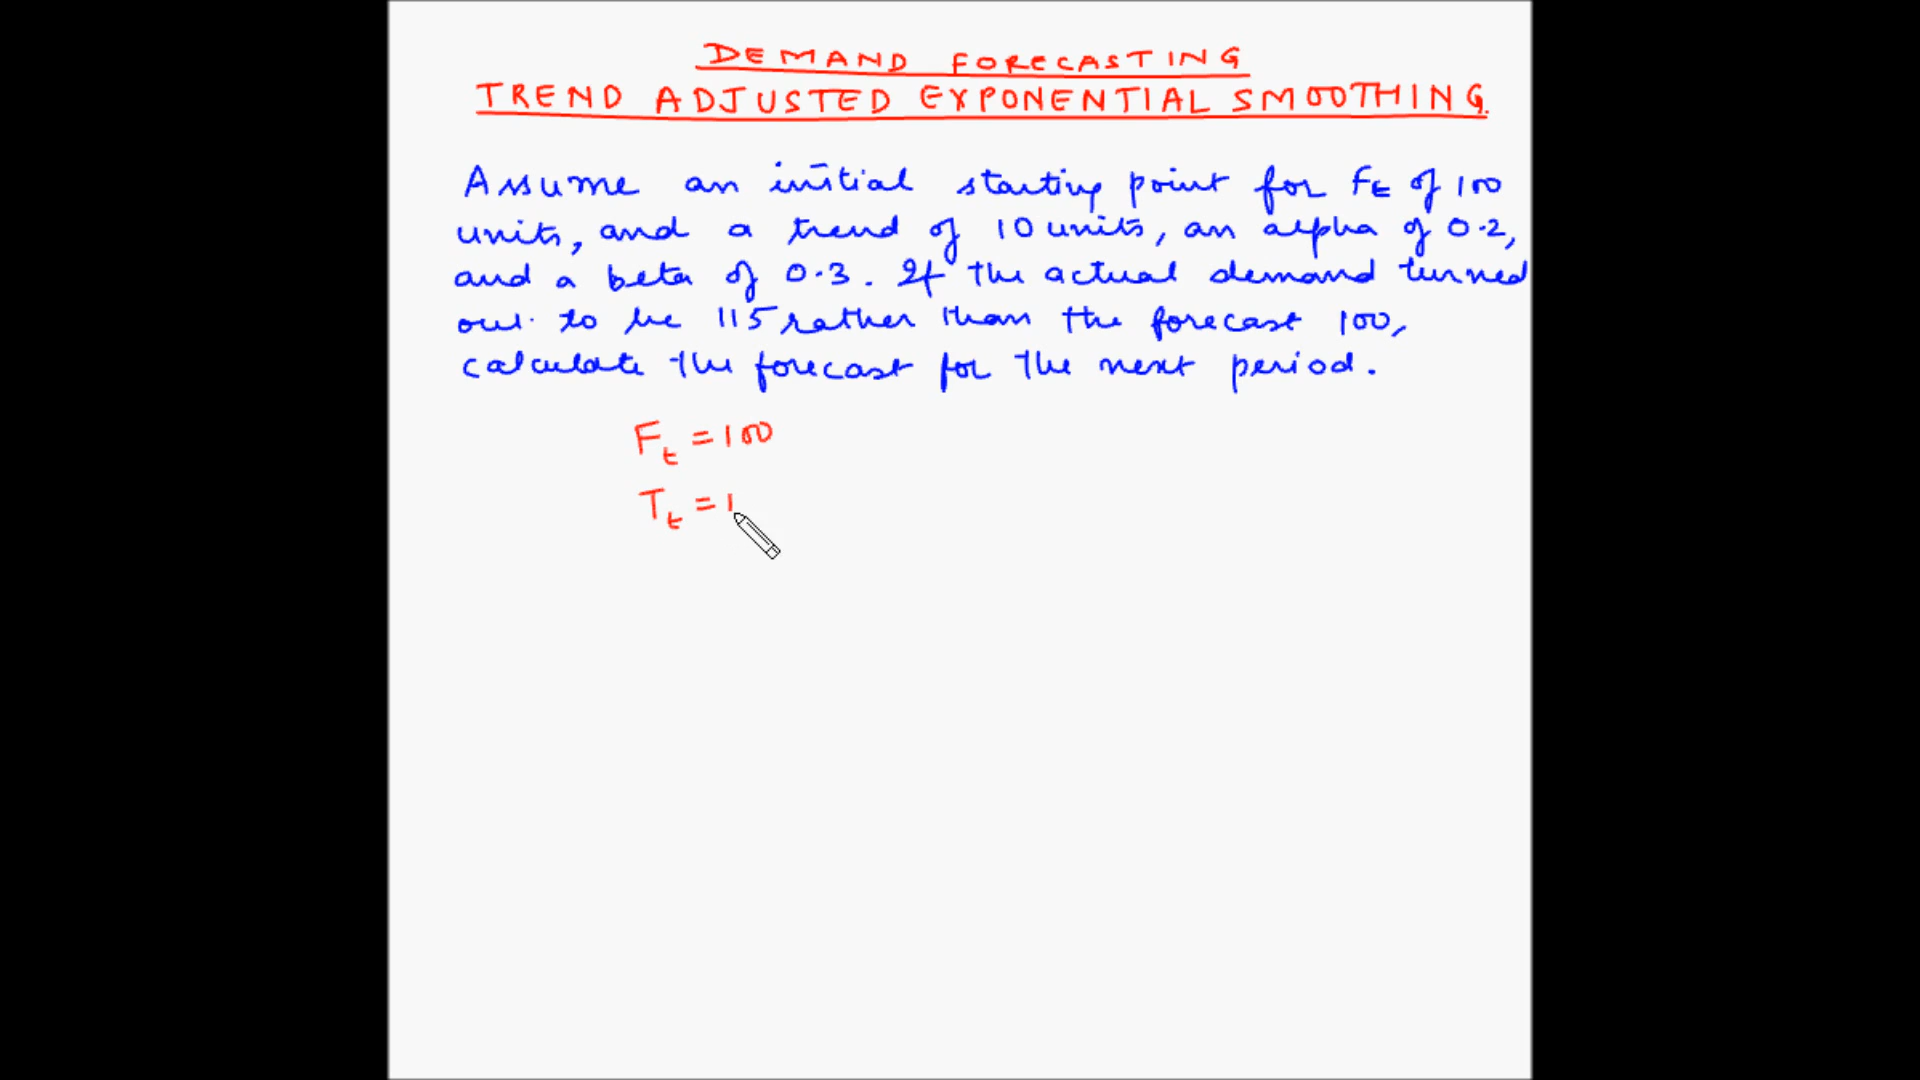 DEMAND FORECASTING
TREND ADJUSTED EXPONENTIAL SMOOTHING.
Assume an initial starting point for Ft of 100
units, and a trend of 10 units, an alpha of 0.2,
and a beta of 0.3. If the actual demand turned
out to be 115 rather than the forecast 100,
calculate the forecast for the next period.
Ft = 100
Tt = 1